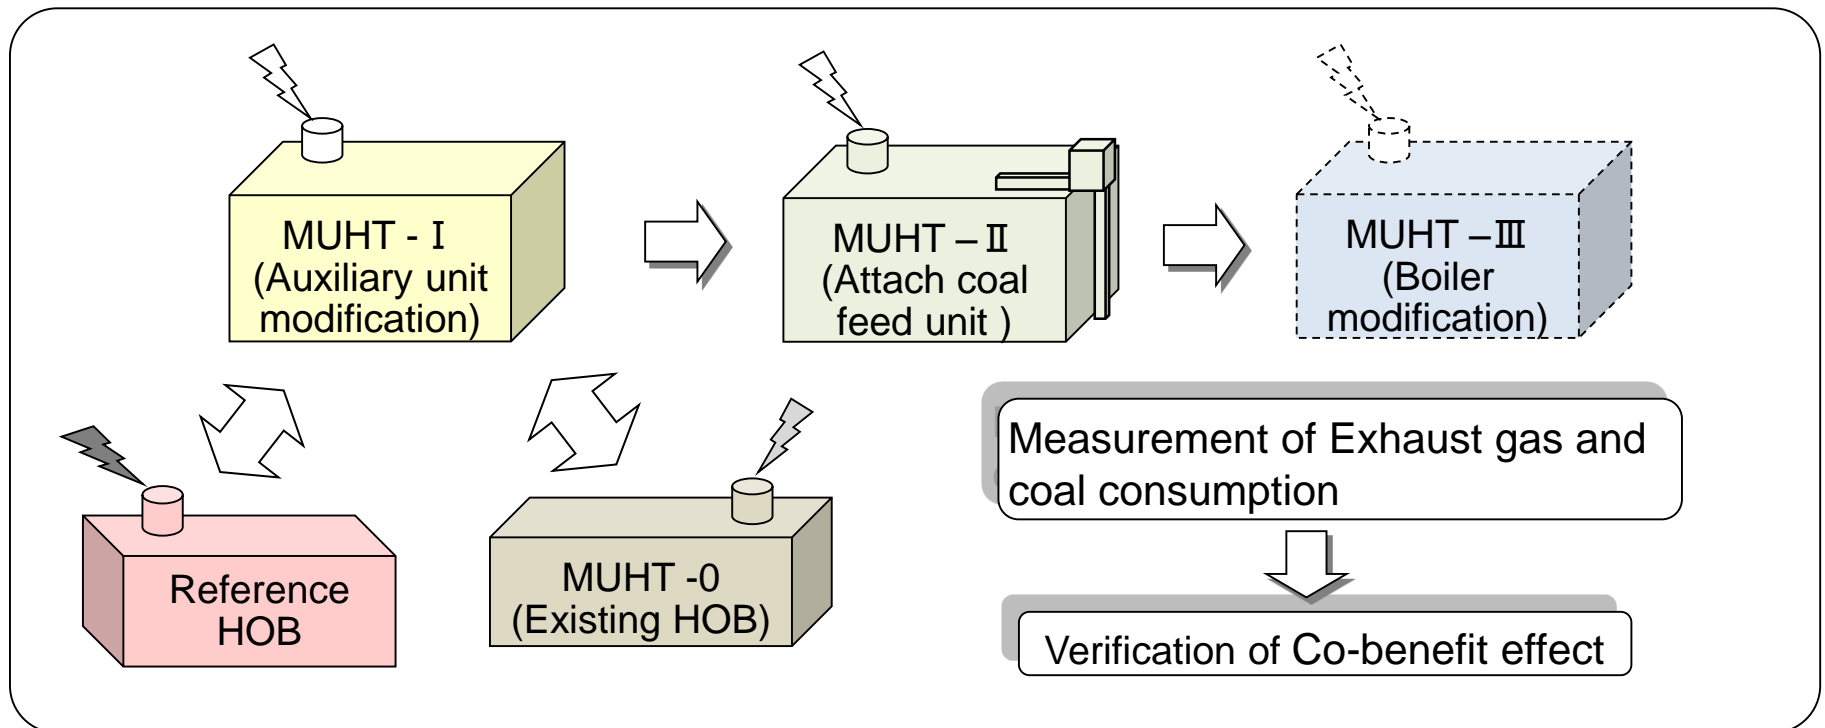 MUHT - Ⅰ
(Auxiliary unit
modification)
MUHT – Ⅱ
(Attach coal
feed unit )
MUHT –Ⅲ
(Boiler
modification)
Reference
HOB
MUHT -0
(Existing HOB)
Measurement of Exhaust gas and
coal consumption
Verification of Co-benefit effect